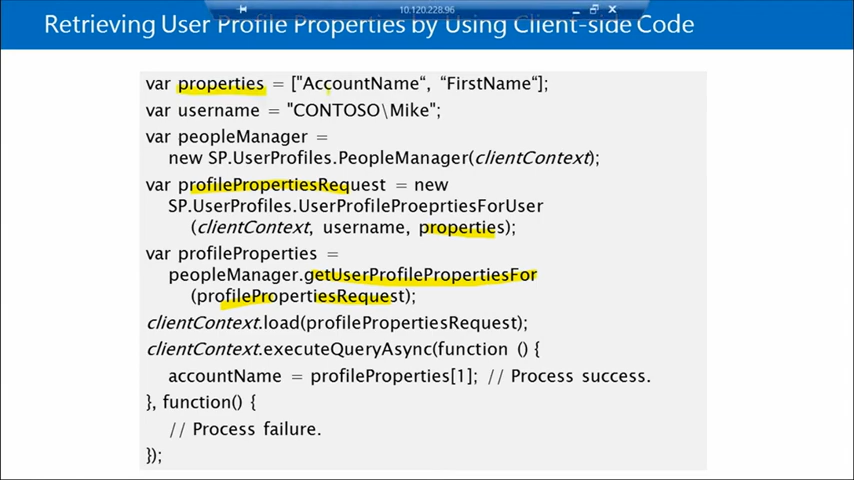 10.120.228.96
Retrieving User Profile Properties by Using Client-side Code
var properties = ["AccountName“, “FirstName“];
var username = "CONTOSO\Mike";
var peopleManager =
new SP.UserProfiles.PeopleManager(clientContext);
var profilePropertiesRequest = new
SP.UserProfiles.UserProfileProeprtiesForUser
(clientContext, username, properties);
var profileProperties =
peopleManager.getUserProfilePropertiesFor
(profilePropertiesRequest);
clientContext.load(profilePropertiesRequest);
clientContext.executeQueryAsync(function () {
accountName = profileProperties[1]; // Process success.
}, function() {
// Process failure.
});